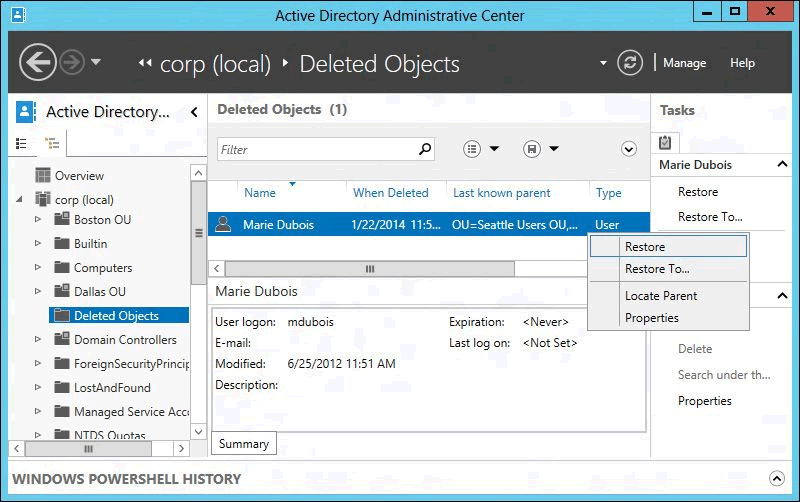 Active Directory Administrative Center
corp (local) Deleted Objects Manage Help
Active Directory...
Overview
corp (local)
Boston OU
Builtin
Computers
Dallas OU
Deleted Objects
Domain Controllers
ForeignSecurityPrincip
LostAndFound
Managed Service Acco
NTDS Quotas
Deleted Objects (1)
Filter
Name When Deleted Last known parent Type
Marie Dubois 1/22/2014 11:5... OU=Seattle Users OU,... User
Restore
Restore To...
Locate Parent
Properties
Marie Dubois
User logon: mdubois Expiration: <Never>
E-mail: Last log on: <Not Set>
Modified: 6/25/2012 11:51 AM
Description:
Summary
Tasks
Marie Dubois
Restore
Restore To...
Delete
Search under th...
Properties
WINDOWS POWERSHELL HISTORY